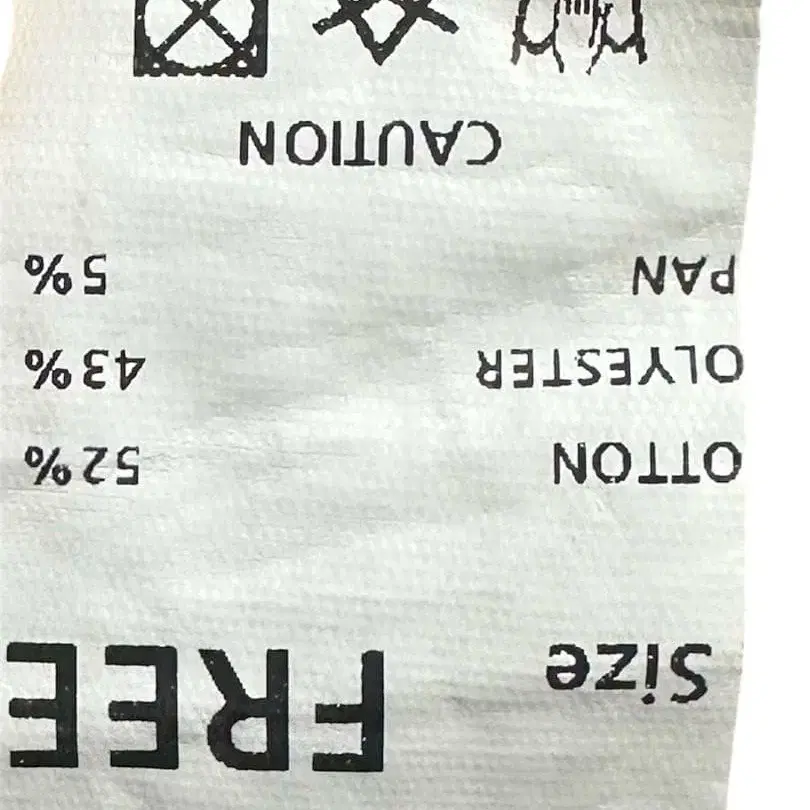 Size FREE
OTTON 52%
OLYESTER 43%
PAN 5%
CAUTION